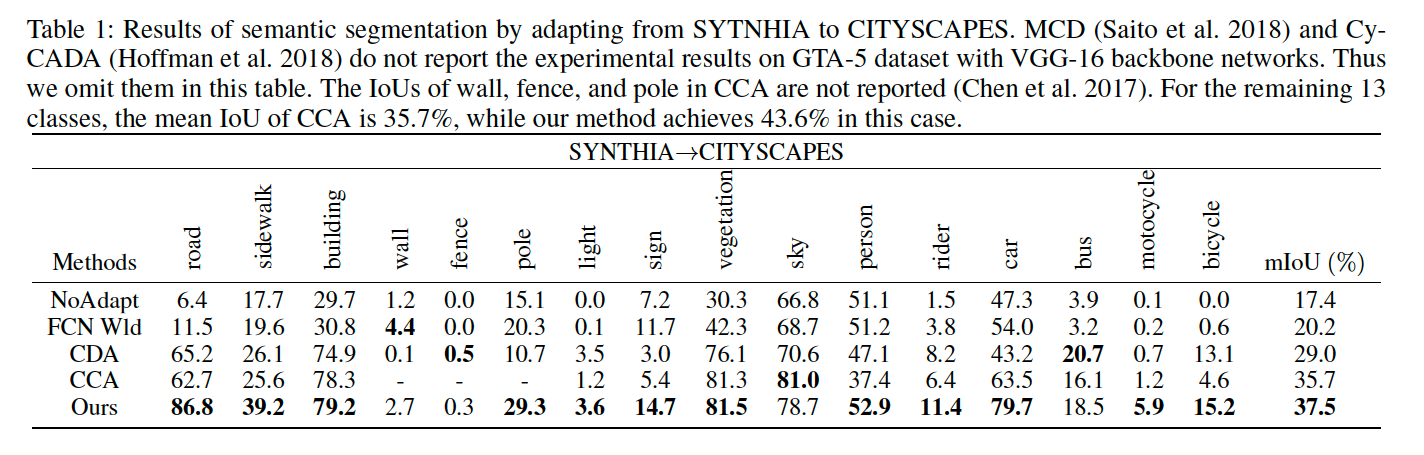 Table 1: Results of semantic segmentation by adapting from SYTNHIA to CITYSCAPES. MCD (Saito et al. 2018) and Cy-
CADA (Hoffman et al. 2018) do not report the experimental results on GTA-5 dataset with VGG-16 backbone networks. Thus
we omit them in this table. The IoUs of wall, fence, and pole in CCA are not reported (Chen et al. 2017). For the remaining 13
classes, the mean IoU of CCA is 35.7%, while our method achieves 43.6% in this case.
SYNTHIA→CITYSCAPES
Methods road sidewalk building wall fence pole light sign vegetation sky person rider car bus motocycle bicycle mIoU (%)
NoAdapt 6.4 17.7 29.7 1.2 0.0 15.1 0.0 7.2 30.3 66.8 51.1 1.5 47.3 3.9 0.1 0.0 17.4
FCN Wld 11.5 19.6 30.8 4.4 0.0 20.3 0.1 11.7 42.3 68.7 51.2 3.8 54.0 3.2 0.2 0.6 20.2
CDA 65.2 26.1 74.9 0.1 0.5 10.7 3.5 3.0 76.1 70.6 47.1 8.2 43.2 20.7 0.7 13.1 29.0
CCA 62.7 25.6 78.3 - - - 1.2 5.4 81.3 81.0 37.4 6.4 63.5 16.1 1.2 4.6 35.7
Ours 86.8 39.2 79.2 2.7 0.3 29.3 3.6 14.7 81.5 78.7 52.9 11.4 79.7 18.5 5.9 15.2 37.5